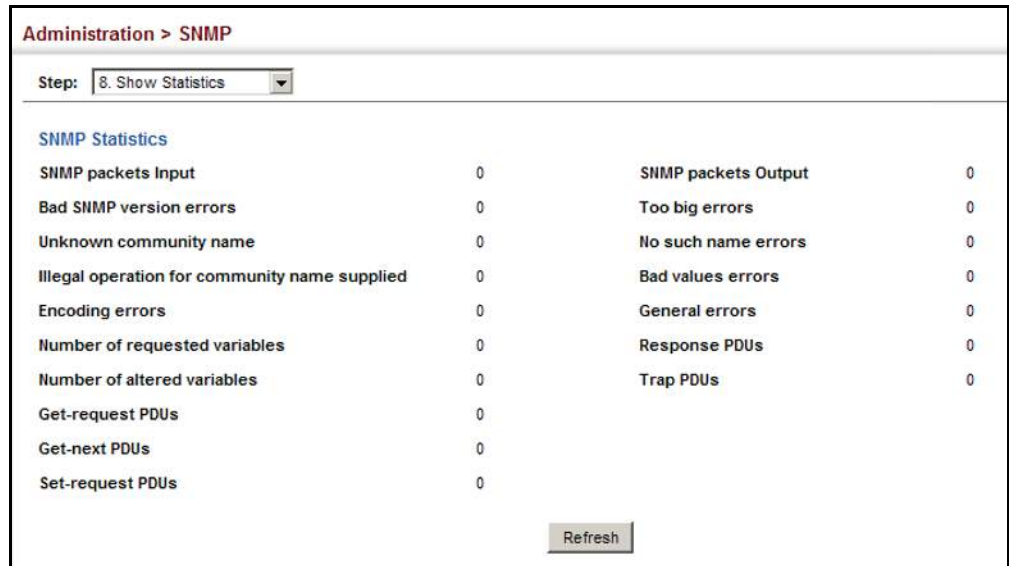 Administration > SNMP
Step: 8. Show Statistics
SNMP Statistics
SNMP packets Input 0 SNMP packets Output 0
Bad SNMP version errors 0 Too big errors 0
Unknown community name 0 No such name errors 0
Illegal operation for community name supplied 0 Bad values errors 0
Encoding errors 0 General errors 0
Number of requested variables 0 Response PDUs 0
Number of altered variables 0 Trap PDUs 0
Get-request PDUs 0
Get-next PDUs 0
Set-request PDUs 0
Refresh